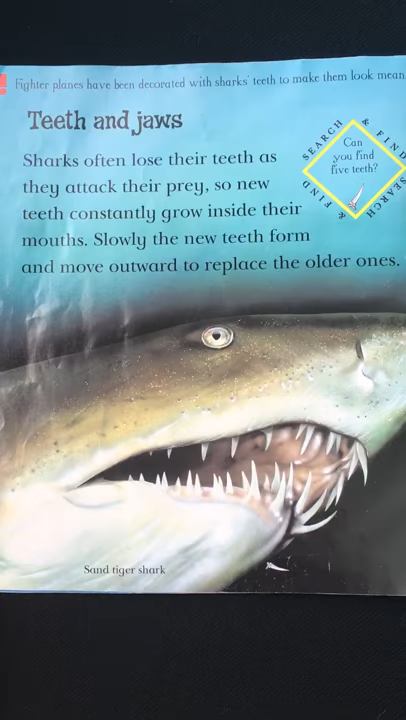 Fighter planes have been decorated with sharks' teeth to make them look mean
Teeth and jaws
Sharks often lose their teeth as
they attack their prey, so new
teeth constantly grow inside their
mouths. Slowly the new teeth form
and move outward to replace the older ones.
SEARCH & FIND
SEARCH & FIND
Can
you find
five teeth?
Sand tiger shark